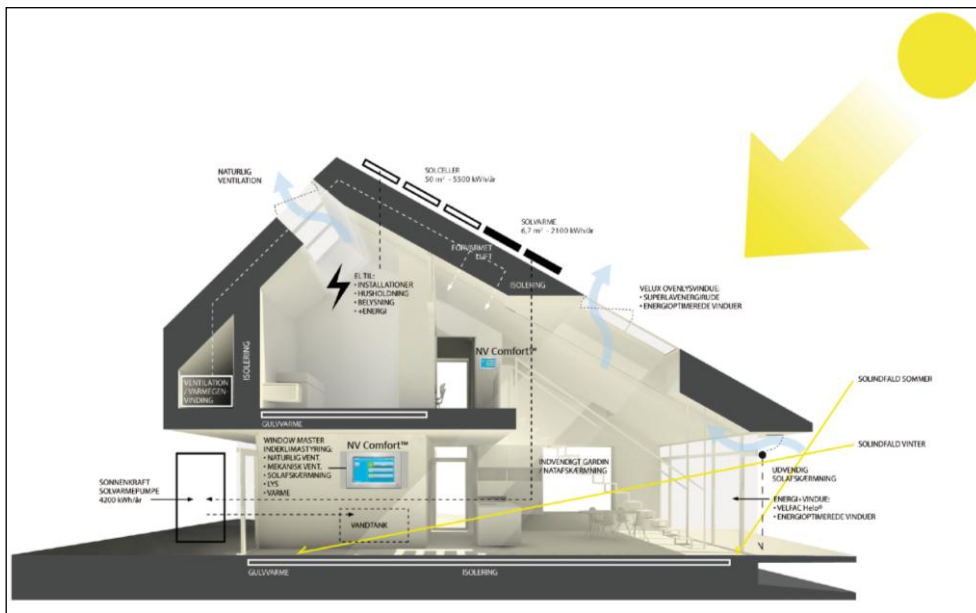 NATURLIG
VENTILATION
SOLCELLER
50 m² - 5500 kWh/år
SOLVARME
6,7 m² - 2100 kWh/år
FORVARMET
LUFT
ISOLERING
EL TIL:
• INSTALLATIONER
• HUSHOLDNING
• BELYSNING
• +ENERGI
VELUX OVENLYSVINDUE:
• SUPERLAVENERGIRUDE
• ENERGIOPTIMEREDE VINDUER
NV Comfort™
ISOLERING
VENTILATION
/ VARMEGEN-
VINDING
GULVVARME
SOLINDFALD SOMMER
SOLINDFALD VINTER
WINDOW MASTER
INDEKLIMASTYRING:
• NATURLIG VENT.
• MEKANISK VENT.
• SOLAFSKÆRMNING
• LYS
• VARME
NV Comfort™
INDVENDIGT GARDIN
/ NATAFSKÆRMNING
UDVENDIG
SOLAFSKÆRMNING
SONNENKRAFT
SOLVARMEPUMPE
4200 kWh/år
ENERGI+VINDUE:
• VELFAC Helo®
• ENERGIOPTIMEREDE VINDUER
VANDTANK
N
GULVVARME
ISOLERING